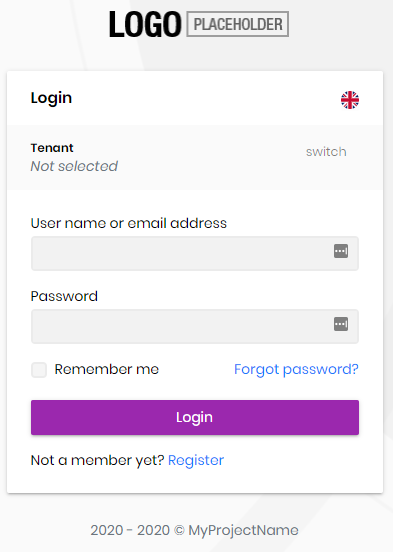 LOGO PLACEHOLDER
Login
Tenant
switch
Not selected
User name or email address
Password
Remember me
Forgot password?
Login
Not a member yet? Register
2020 - 2020 © MyProjectName